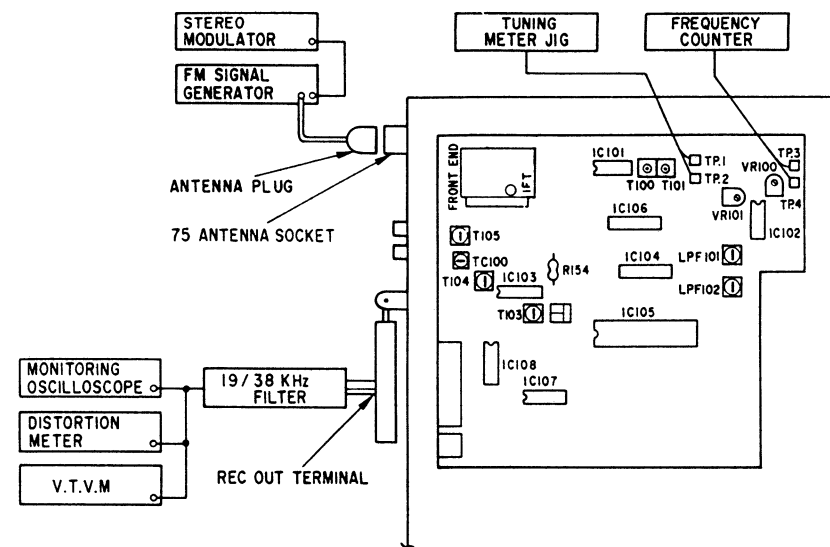 STEREO
MODULATOR
FM SIGNAL
GENERATOR
TUNING
METER JIG
FREQUENCY
COUNTER
ANTENNA PLUG
75 ANTENNA SOCKET
FRONT END
IFT
IC101
T100
T101
TP.1
TP.2
TP.3
VR100
TP.4
VR101
IC102
IC106
T105
TC100
T104
IC103
R154
IC104
LPF101
LPF102
T103
IC105
IC108
IC107
MONITORING
OSCILLOSCOPE
DISTORTION
METER
V.T.V.M
19/38 KHz
FILTER
REC OUT TERMINAL